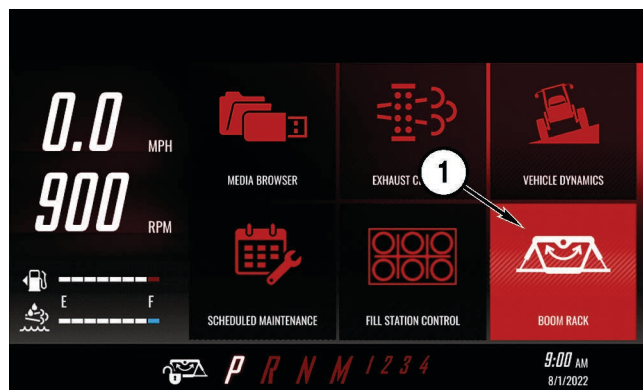 0.0 MPH
900 RPM
E F
MEDIA BROWSER
EXHAUST C
VEHICLE DYNAMICS
1
SCHEDULED MAINTENANCE
FILL STATION CONTROL
BOOM RACK
P R N M 1 2 3 4
9:00 AM
8/1/2022